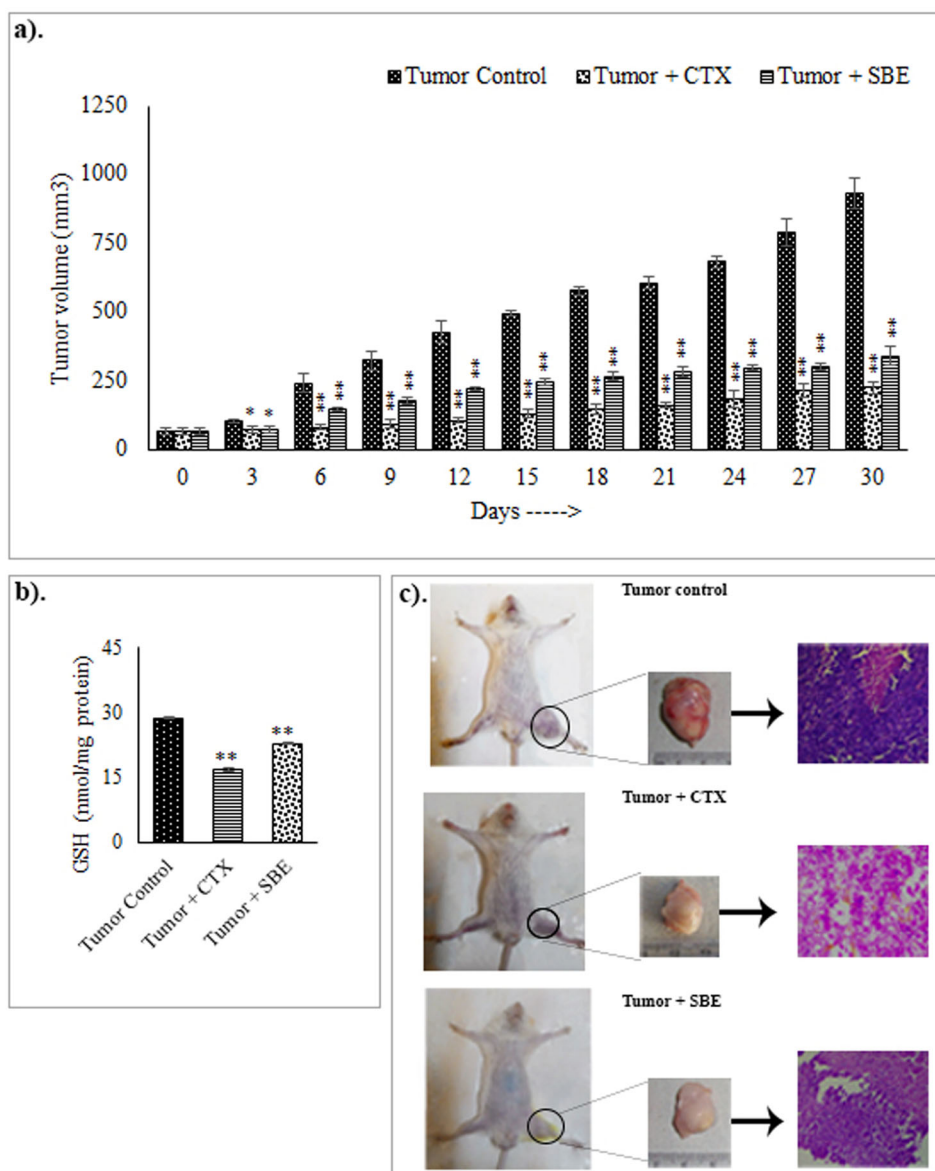 a).
Tumor Control Tumor + CTX Tumor + SBE
Tumor volume (mm3)
1250
1000
750
500
250
0
* *
** **
** **
** **
** **
** **
** **
** **
** **
** **
0 3 6 9 12 15 18 21 24 27 30
Days ----->
b).
GSH (nmol/mg protein)
45
30
15
0
** **
Tumor Control
Tumor + CTX
Tumor + SBE
c).
Tumor control
Tumor + CTX
Tumor + SBE